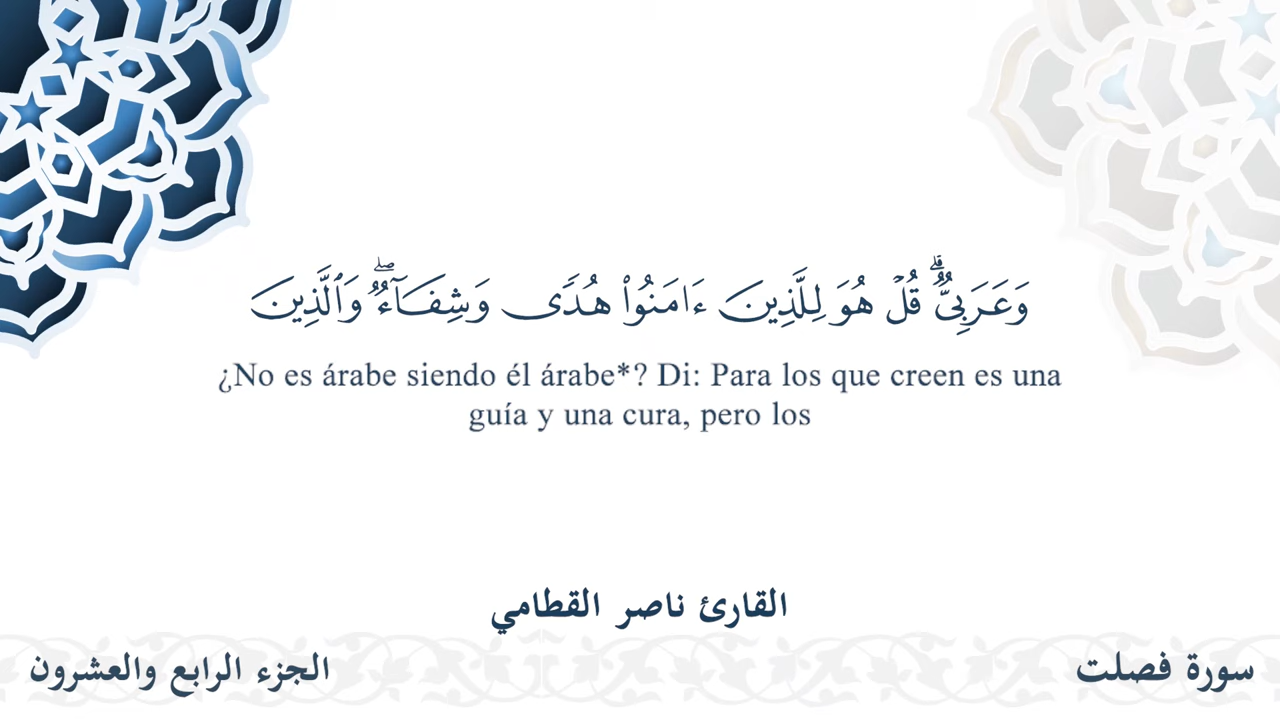 وَعَرَبِىٌّۗ قُلْ هُوَ لِلَّذِينَ ءَامَنُوا۟ هُدًى وَشِفَآءٌۖ وَٱلَّذِينَ
¿No es árabe siendo él árabe*? Di: Para los que creen es una
guía y una cura, pero los
القارئ ناصر القطامي
سورة فصلت
الجزء الرابع والعشرون